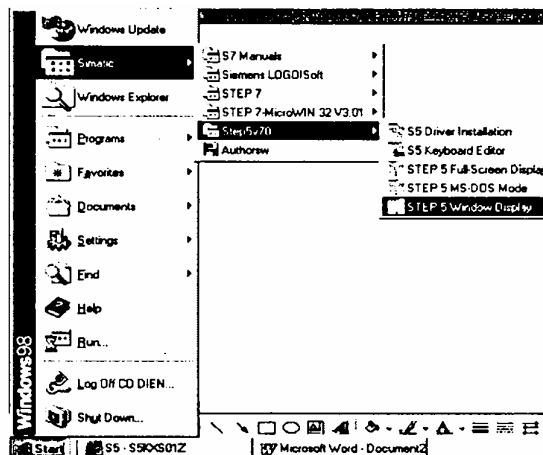 Windows Update
Simatic
Windows Explorer
Programs
Favorites
Documents
Settings
Find
Help
Run...
Log Off CO DIEN...
Shut Down...
Windows98
S7 Manuals
Siemens LOGO!Soft
STEP 7
STEP 7-MicroWIN 32 V3.01
Step5v70
Authorsw
S5 Driver Installation
S5 Keyboard Editor
STEP 5 Full-Screen Display
STEP 5 MS-DOS Mode
STEP 5 Window Display
Start
S5 - S5KXS01Z
Microsoft Word - Document2